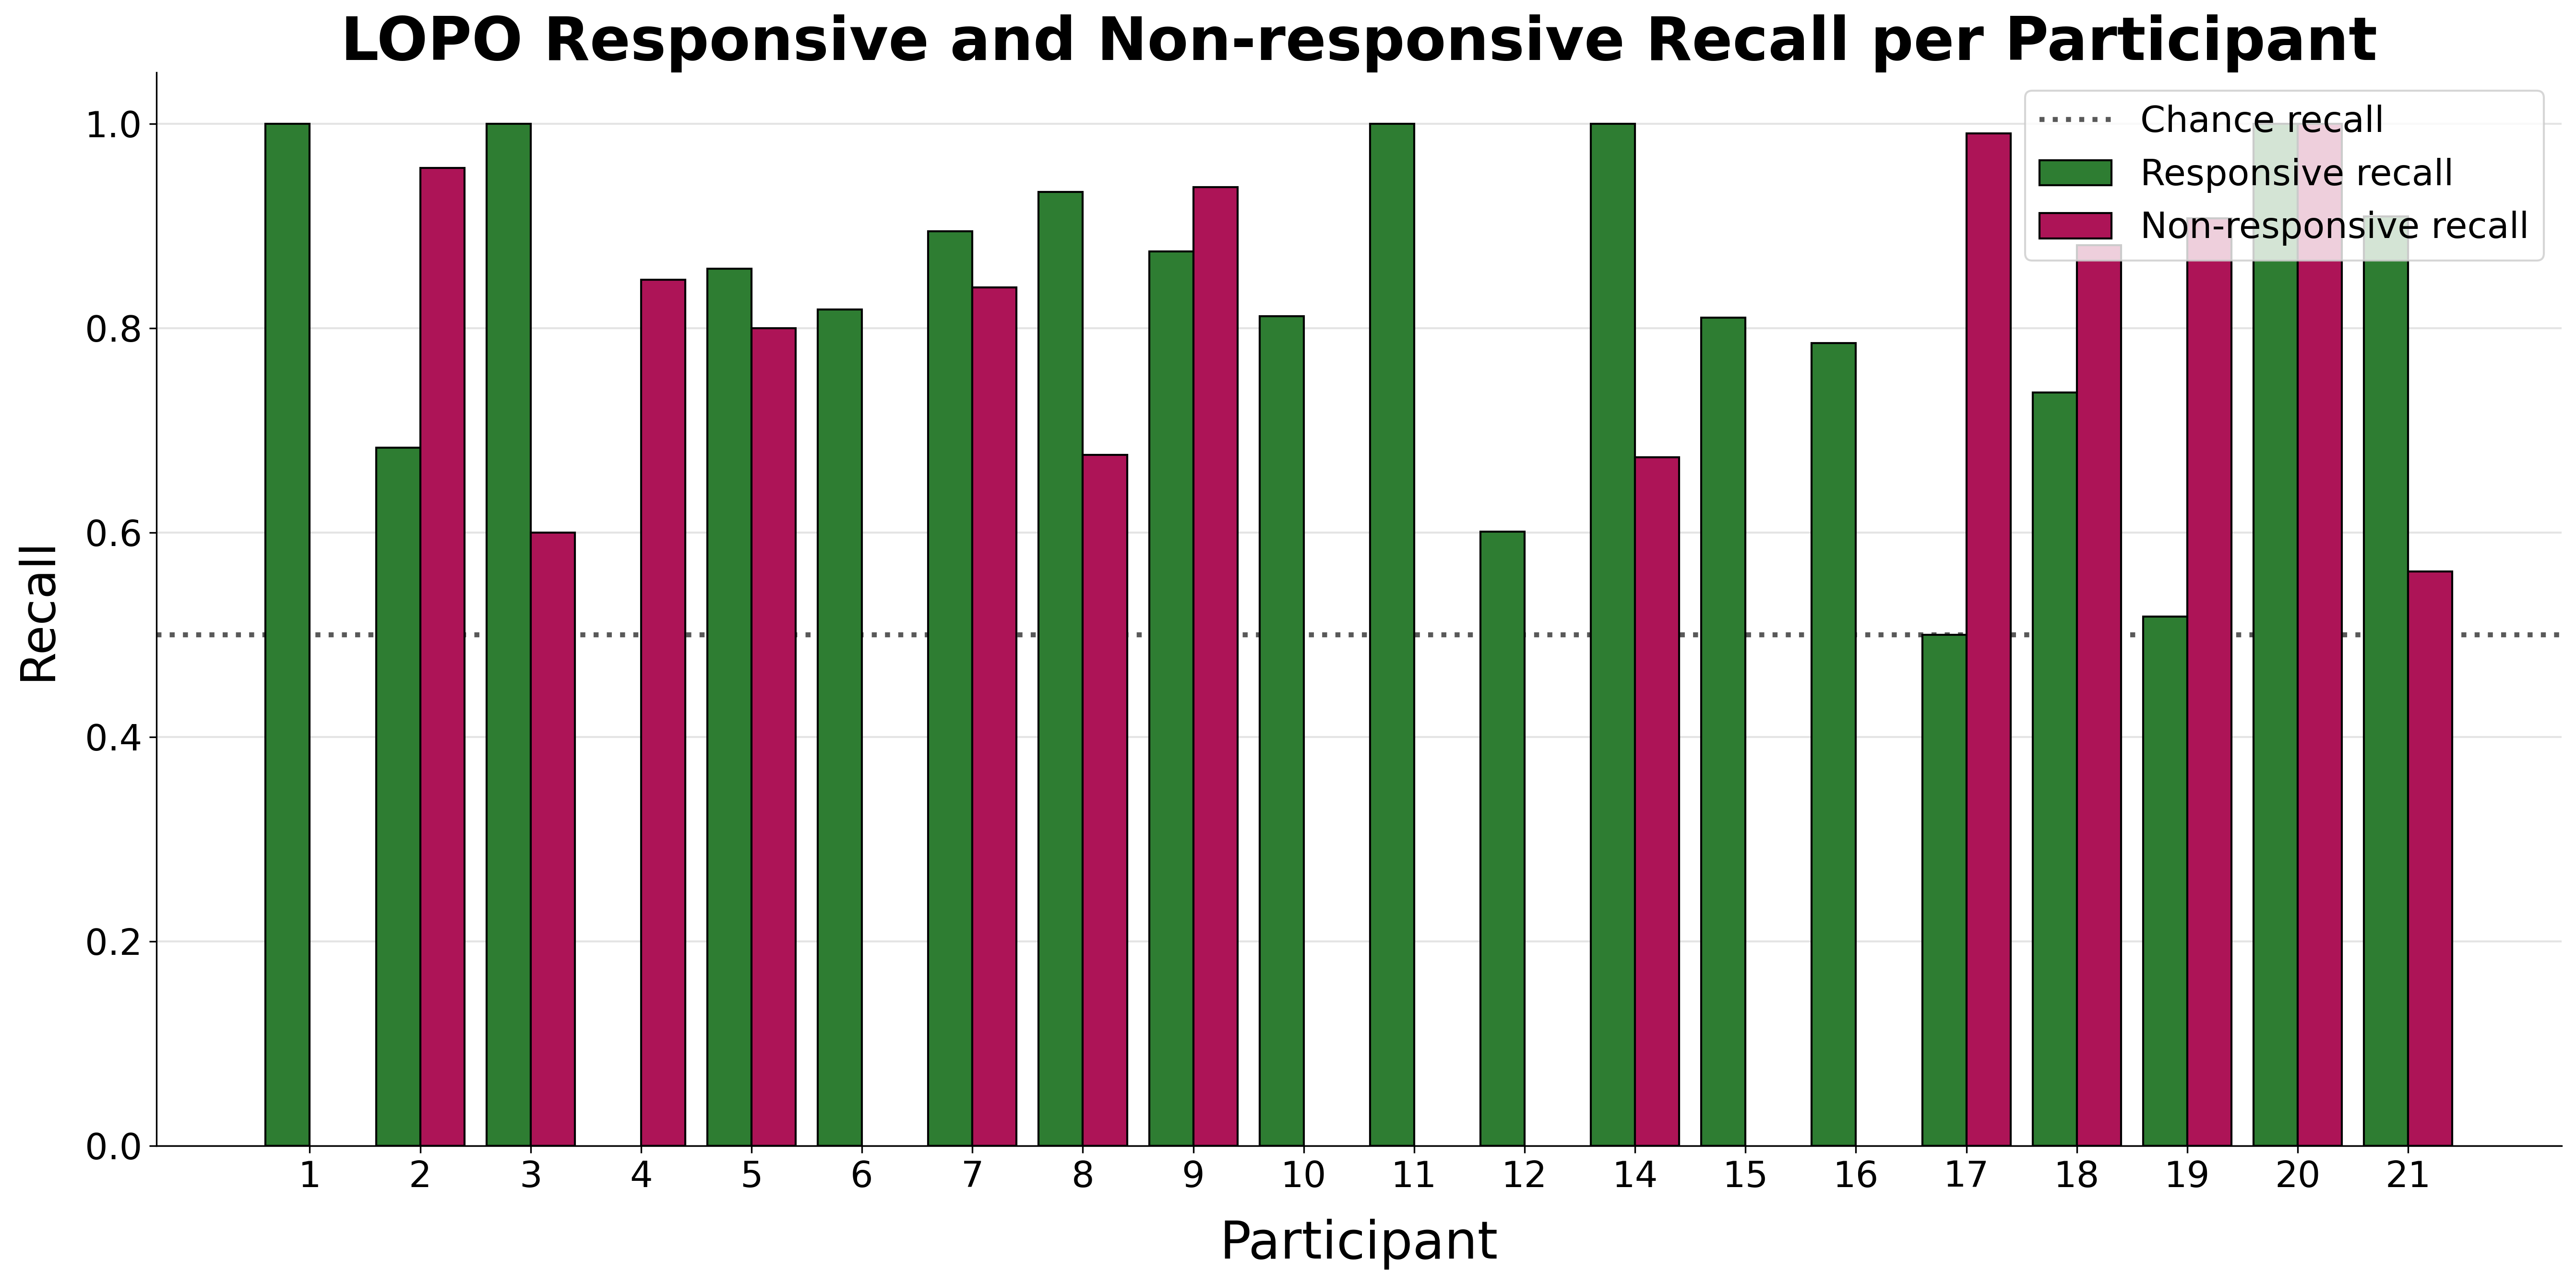 LOPO Responsive and Non-responsive Recall per Participant
Chance recall
Responsive recall
Non-responsive recall
Recall
1.0
0.8
0.6
0.4
0.2
0.0
1 2 3 4 5 6 7 8 9 10 11 12 14 15 16 17 18 19 20 21
Participant